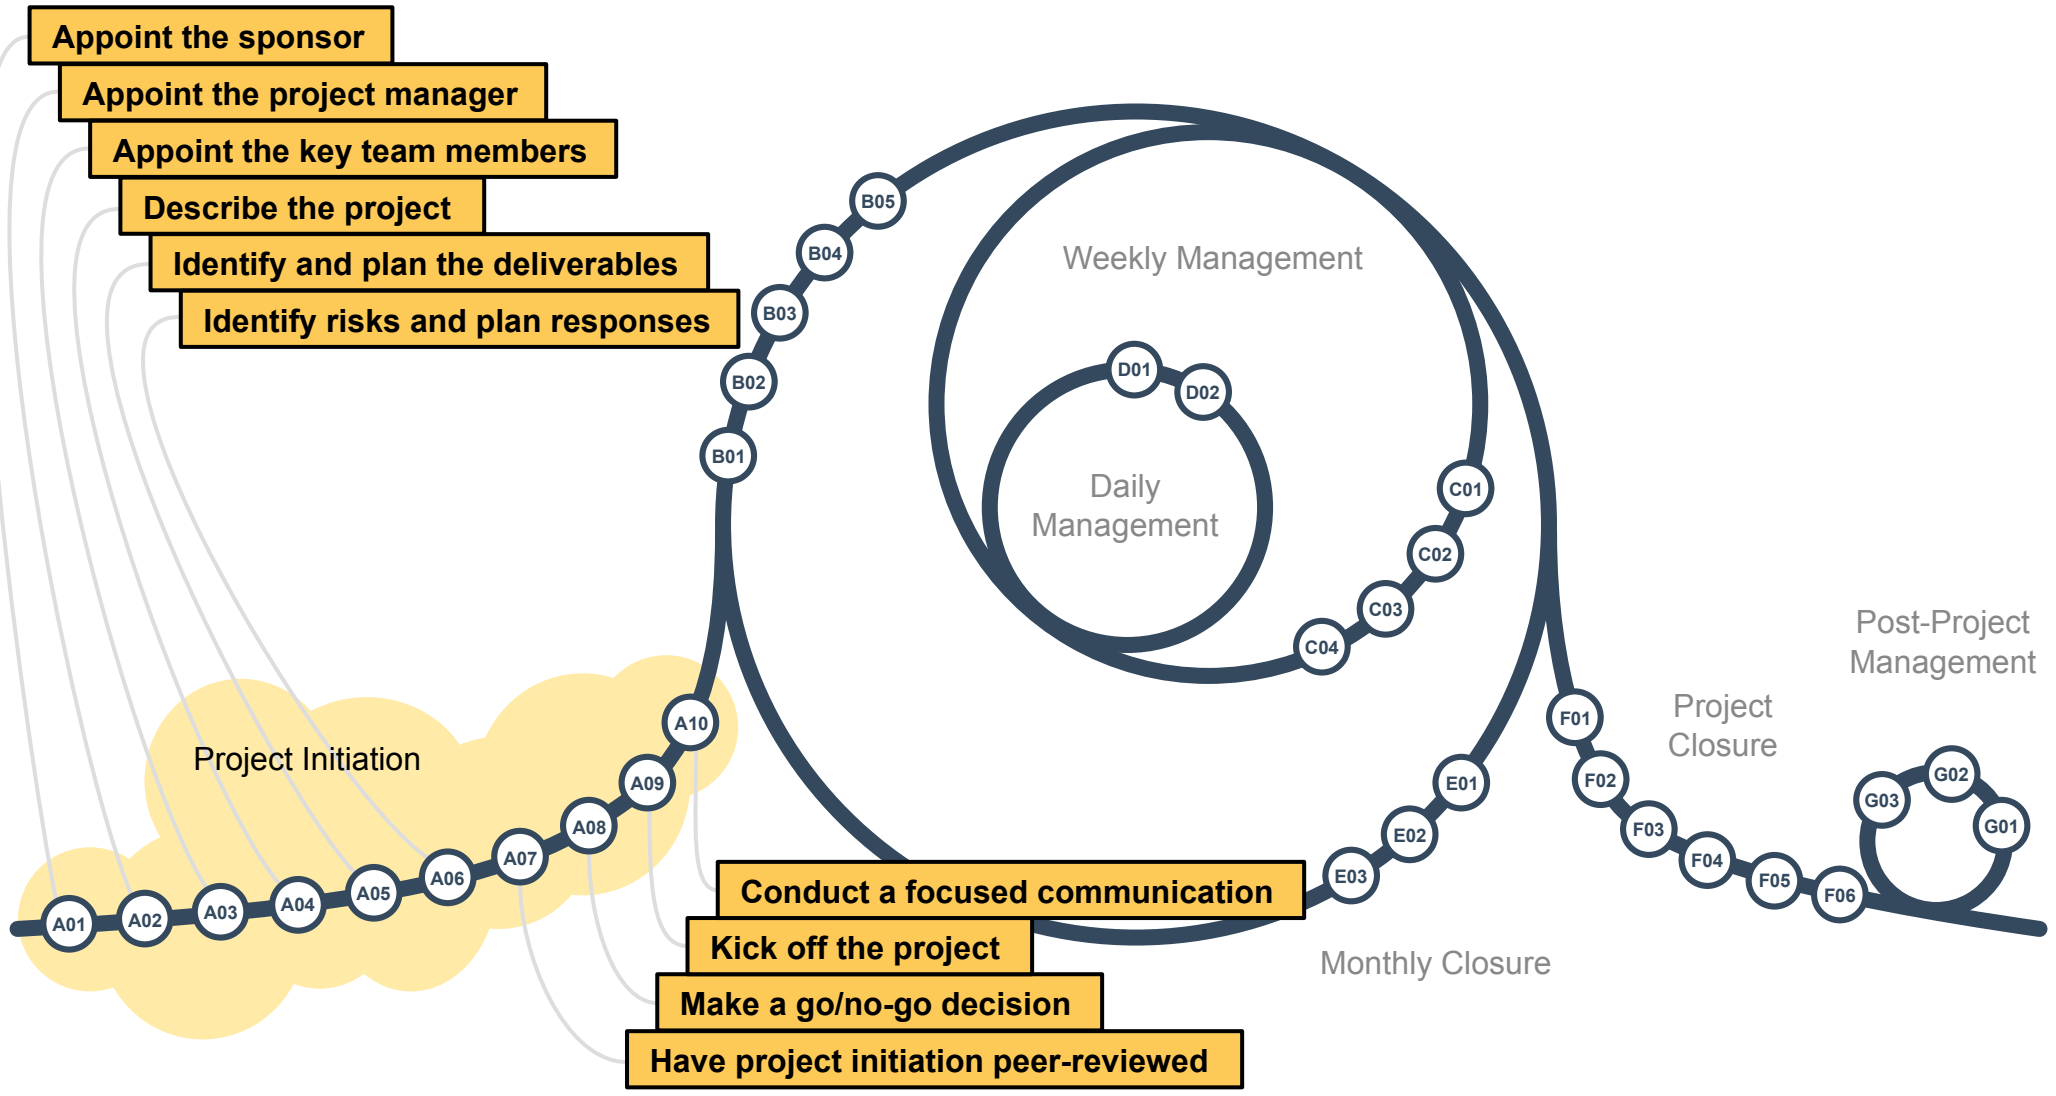 Appoint the sponsor
Appoint the project manager
Appoint the key team members
Describe the project
Identify and plan the deliverables
Identify risks and plan responses
B05
B04
B03
B02
B01
Weekly Management
D01
D02
Daily
Management
C01
C02
C03
C04
Project Initiation
A01
A02
A03
A04
A05
A06
A07
A08
A09
A10
Conduct a focused communication
Kick off the project
Make a go/no-go decision
Have project initiation peer-reviewed
E01
E02
E03
Monthly Closure
F01
F02
F03
F04
F05
F06
Project
Closure
Post-Project
Management
G03
G02
G01